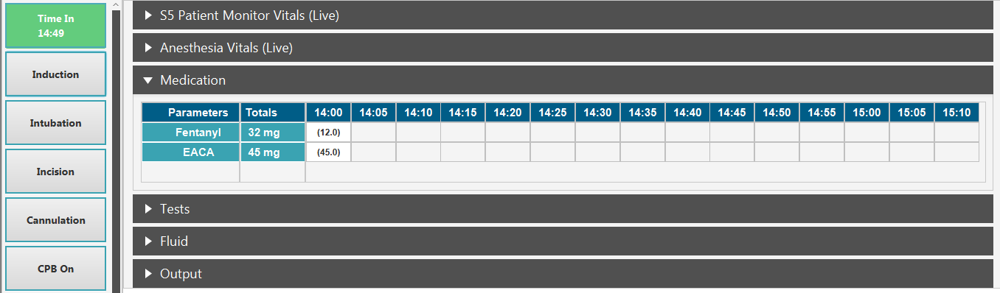 Time In
14:49
Induction
Intubation
Incision
Cannulation
CPB On
S5 Patient Monitor Vitals (Live)
Anesthesia Vitals (Live)
Medication
Parameters Totals 14:00 14:05 14:10 14:15 14:20 14:25 14:30 14:35 14:40 14:45 14:50 14:55 15:00 15:05 15:10
Fentanyl 32 mg (12.0)
EACA 45 mg (45.0)
Tests
Fluid
Output